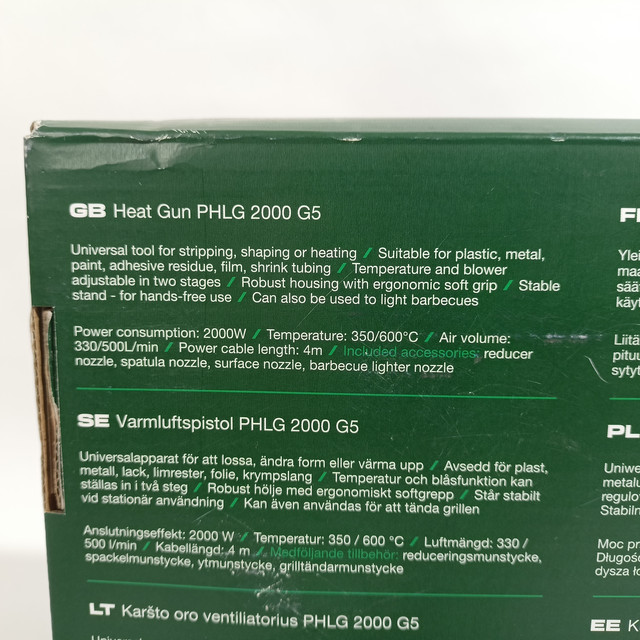 GB Heat Gun PHLG 2000 G5
Universal tool for stripping, shaping or heating / Suitable for plastic, metal,
paint, adhesive residue, film, shrink tubing / Temperature and blower
adjustable in two stages / Robust housing with ergonomic soft grip / Stable
stand - for hands-free use / Can also be used to light barbecues
Power consumption: 2000W / Temperature: 350/600°C / Air volume:
330/500L/min / Power cable length: 4m / Included accessories: reducer
nozzle, spatula nozzle, surface nozzle, barbecue lighter nozzle
SE Varmluftspistol PHLG 2000 G5
Universalapparat för att lossa, ändra form eller värma upp / Avsedd för plast,
metall, lack, limrester, folie, krympslang / Temperatur och blåsfunktion kan
ställas in i två steg / Robust hölje med ergonomiskt softgrepp / Står stabilt
vid stationär användning / Kan även användas för att tända grillen
Anslutningseffekt: 2000 W / Temperatur: 350 / 600 °C / Luftmängd: 330 /
500 l/min / Kabellängd: 4 m / Medföljande tillbehör: reduceringsmunstycke,
spackelmunstycke, ytmunstycke, grilltändarmunstycke
LT Karšto oro ventiliatorius PHLG 2000 G5
PL
Moc
dysza
EE